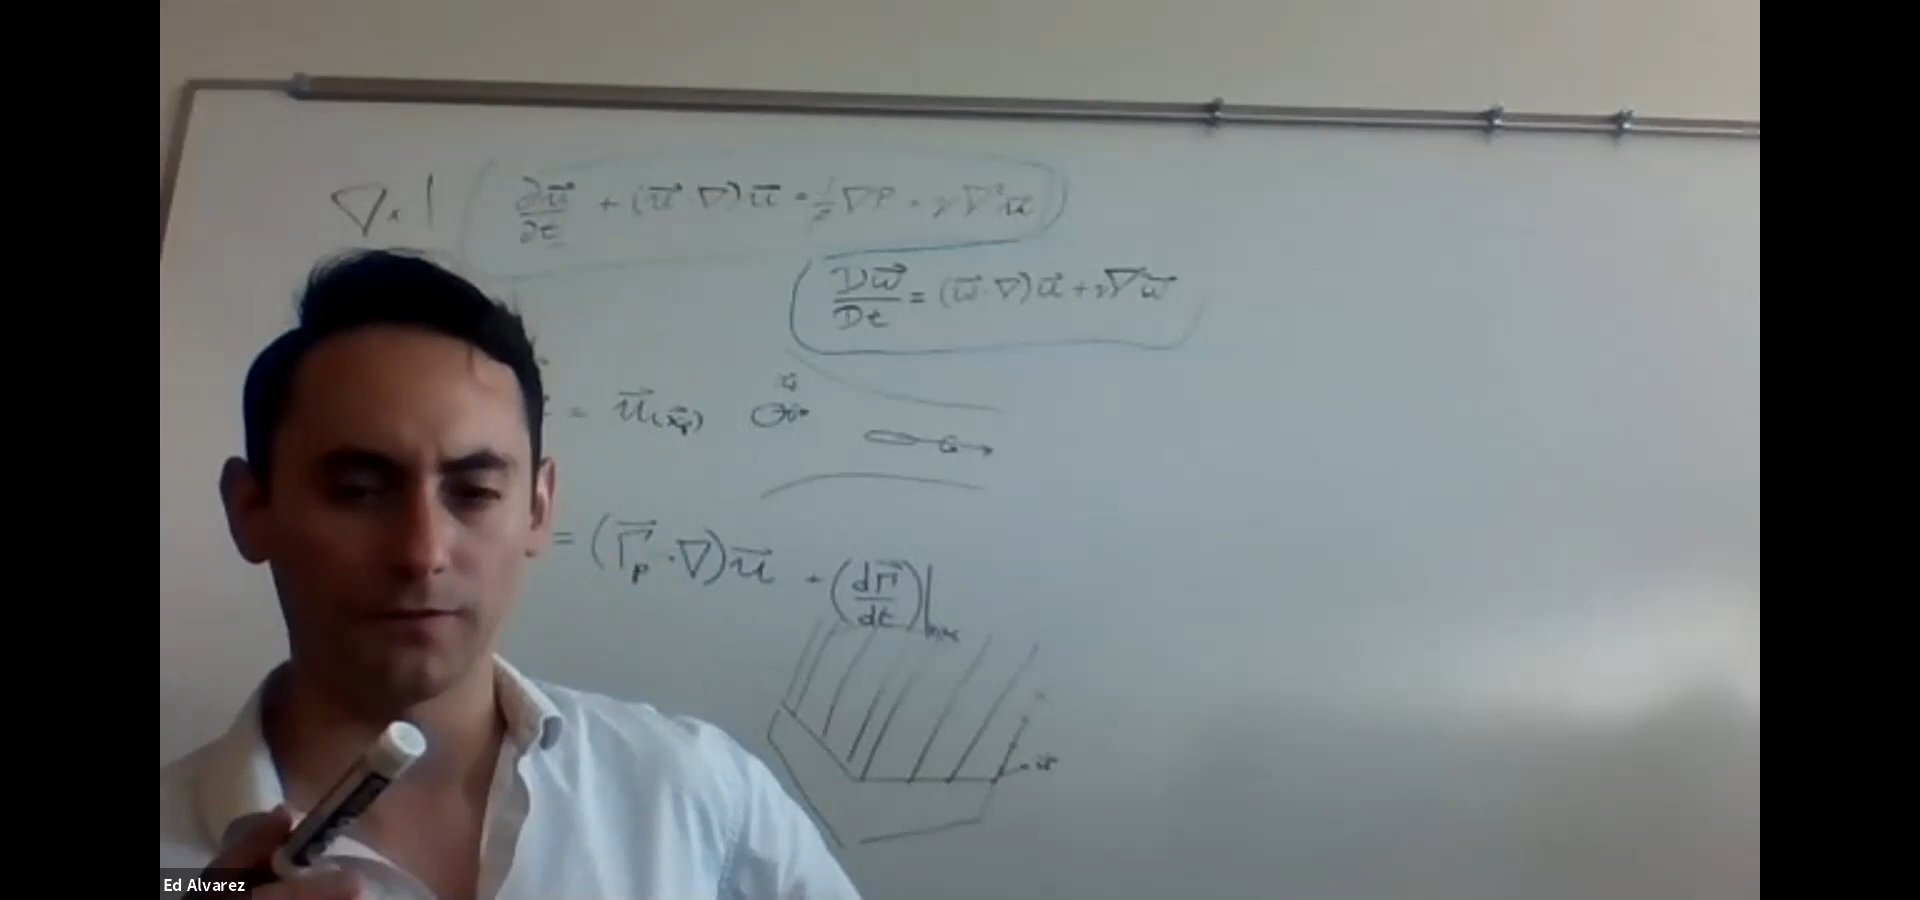 ∇× | ∂u⃗/∂t + (u⃗·∇)u⃗ = 1/ρ ∇P + ν∇²u⃗
Dω⃗/Dt = (ω⃗·∇)u⃗ + ν∇²ω⃗
= u⃗(x⃗p)
= (Γ⃗p·∇)u⃗ + (dΓ⃗/dt)|
Ed Alvarez